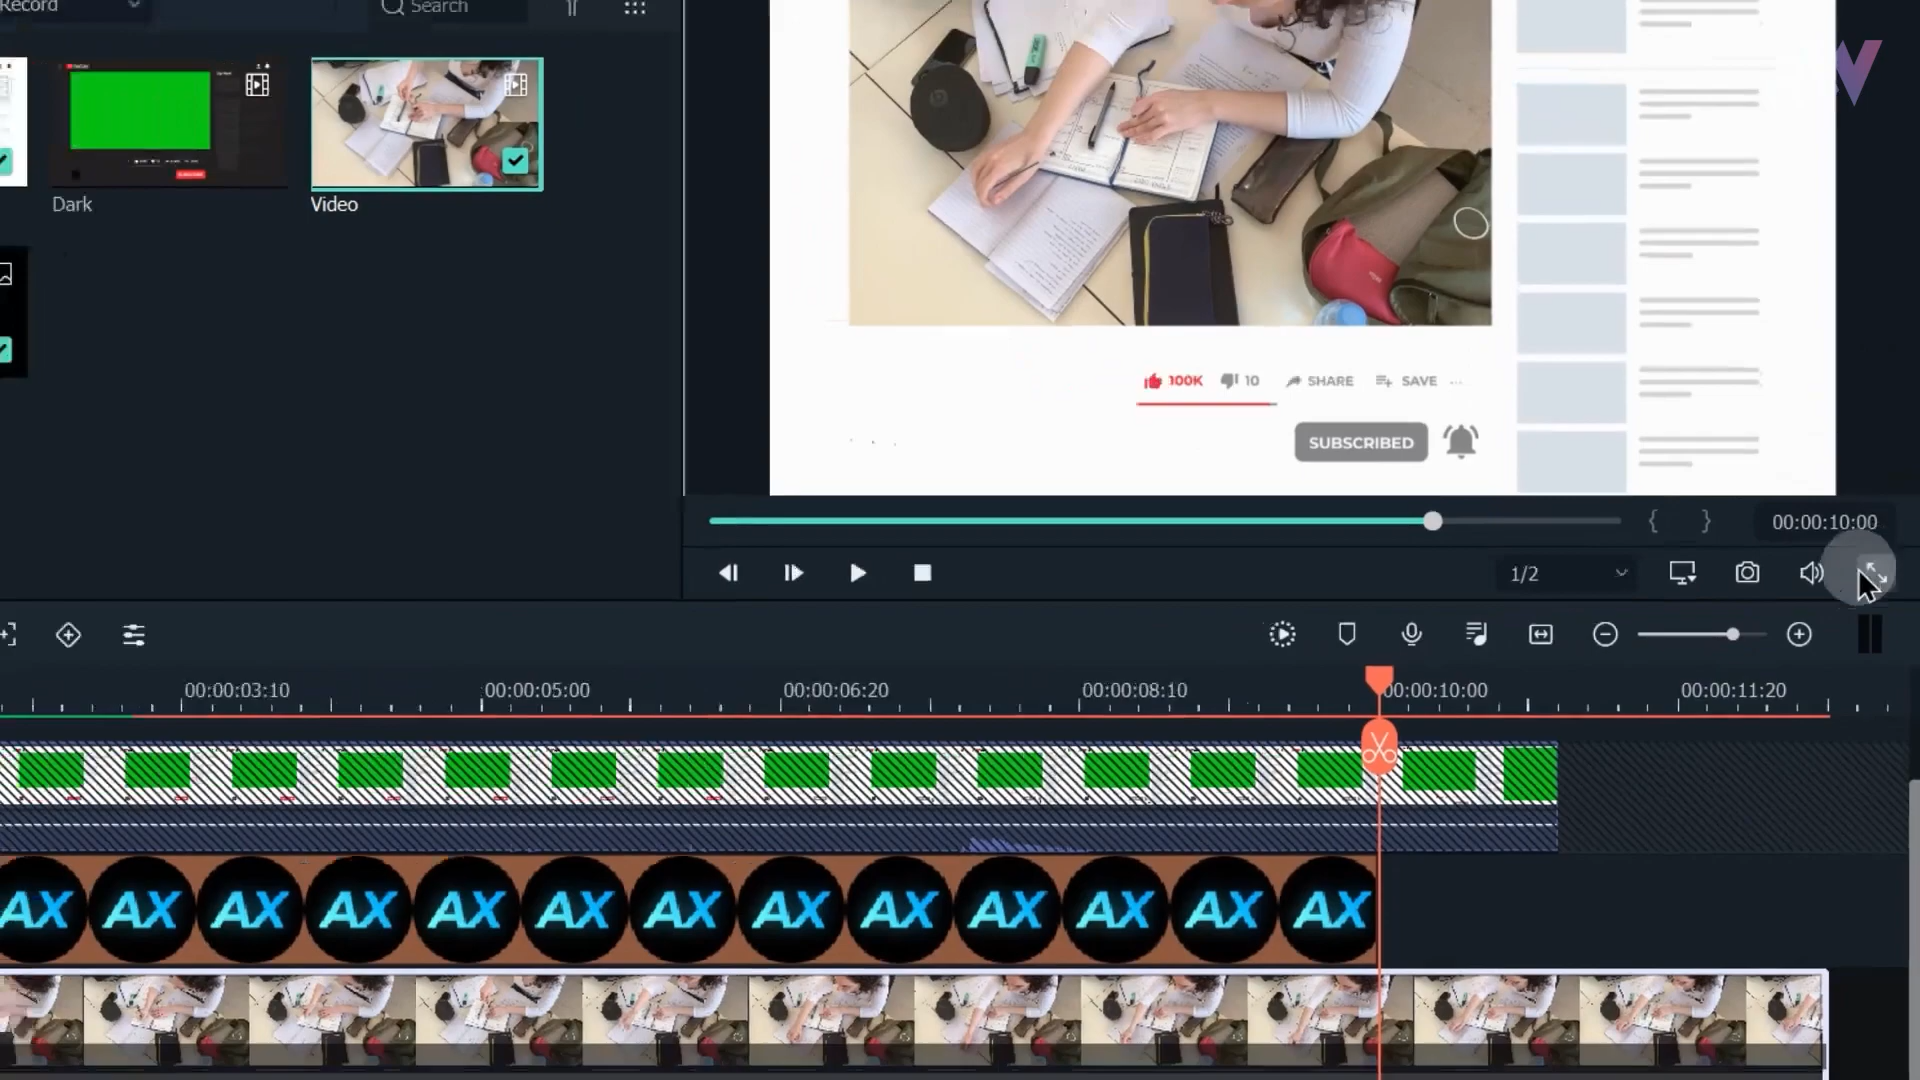 Record
Search
Dark
Video
100K 10 SHARE SAVE ...
SUBSCRIBED
{ } 00:00:10:00
1/2
00:00:03:10 00:00:05:00 00:00:06:20 00:00:08:10 00:00:10:00 00:00:11:20
AX AX AX AX AX AX AX AX AX AX AX AX AX